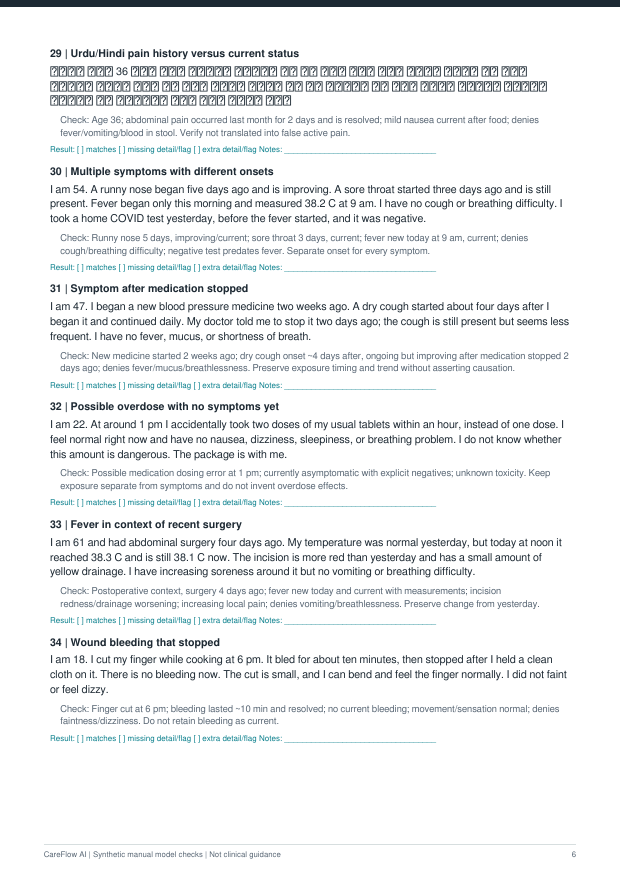 29 | Urdu/Hindi pain history versus current status
36
Check: Age 36; abdominal pain occurred last month for 2 days and is resolved; mild nausea current after food; denies
fever/vomiting/blood in stool. Verify not translated into false active pain.
Result: [ ] matches [ ] missing detail/flag [ ] extra detail/flag Notes: ___________________________________
30 | Multiple symptoms with different onsets
I am 54. A runny nose began five days ago and is improving. A sore throat started three days ago and is still
present. Fever began only this morning and measured 38.2 C at 9 am. I have no cough or breathing difficulty. I
took a home COVID test yesterday, before the fever started, and it was negative.
Check: Runny nose 5 days, improving/current; sore throat 3 days, current; fever new today at 9 am, current; denies
cough/breathing difficulty; negative test predates fever. Separate onset for every symptom.
Result: [ ] matches [ ] missing detail/flag [ ] extra detail/flag Notes: ___________________________________
31 | Symptom after medication stopped
I am 47. I began a new blood pressure medicine two weeks ago. A dry cough started about four days after I
began it and continued daily. My doctor told me to stop it two days ago; the cough is still present but seems less
frequent. I have no fever, mucus, or shortness of breath.
Check: New medicine started 2 weeks ago; dry cough onset ~4 days after, ongoing but improving after medication stopped 2
days ago; denies fever/mucus/breathlessness. Preserve exposure timing and trend without asserting causation.
Result: [ ] matches [ ] missing detail/flag [ ] extra detail/flag Notes: ___________________________________
32 | Possible overdose with no symptoms yet
I am 22. At around 1 pm I accidentally took two doses of my usual tablets within an hour, instead of one dose. I
feel normal right now and have no nausea, dizziness, sleepiness, or breathing problem. I do not know whether
this amount is dangerous. The package is with me.
Check: Possible medication dosing error at 1 pm; currently asymptomatic with explicit negatives; unknown toxicity. Keep
exposure separate from symptoms and do not invent overdose effects.
Result: [ ] matches [ ] missing detail/flag [ ] extra detail/flag Notes: ___________________________________
33 | Fever in context of recent surgery
I am 61 and had abdominal surgery four days ago. My temperature was normal yesterday, but today at noon it
reached 38.3 C and is still 38.1 C now. The incision is more red than yesterday and has a small amount of
yellow drainage. I have increasing soreness around it but no vomiting or breathing difficulty.
Check: Postoperative context, surgery 4 days ago; fever new today and current with measurements; incision
redness/drainage worsening; increasing local pain; denies vomiting/breathlessness. Preserve change from yesterday.
Result: [ ] matches [ ] missing detail/flag [ ] extra detail/flag Notes: ___________________________________
34 | Wound bleeding that stopped
I am 18. I cut my finger while cooking at 6 pm. It bled for about ten minutes, then stopped after I held a clean
cloth on it. There is no bleeding now. The cut is small, and I can bend and feel the finger normally. I did not faint
or feel dizzy.
Check: Finger cut at 6 pm; bleeding lasted ~10 min and resolved; no current bleeding; movement/sensation normal; denies
faintness/dizziness. Do not retain bleeding as current.
Result: [ ] matches [ ] missing detail/flag [ ] extra detail/flag Notes: ___________________________________
CareFlow AI | Synthetic manual model checks | Not clinical guidance
6